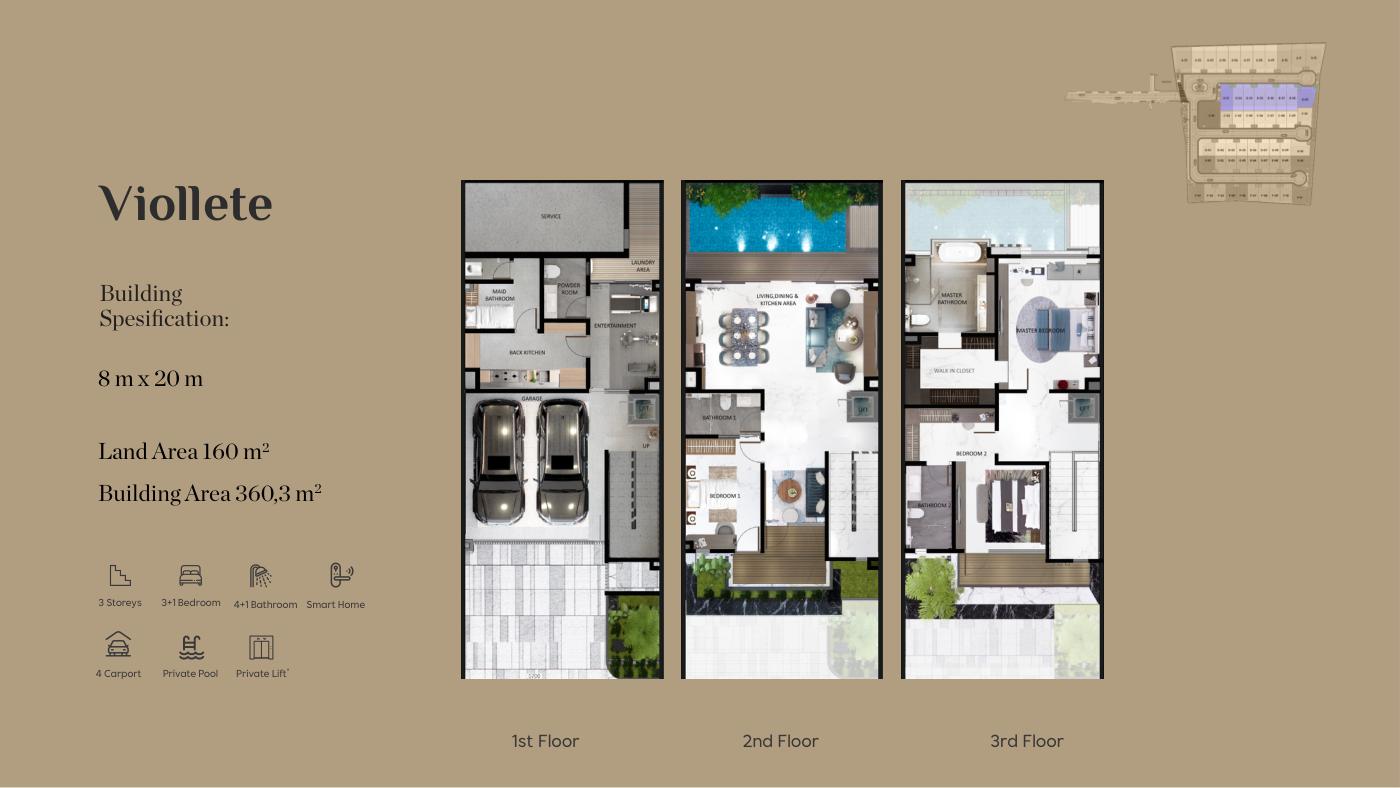 Viollete
Building
Spesification:
8 m x 20 m
Land Area 160 m²
Building Area 360,3 m²
3 Storeys
3+1 Bedroom
4+1 Bathroom
Smart Home
4 Carport
Private Pool
Private Lift*
SERVICE
LAUNDRY
AREA
POWDER
ROOM
MAID
BATHROOM
ENTERTAINMENT
BACK KITCHEN
GARAGE
UP
1st Floor
LIVING,DINING &
KITCHEN AREA
BATHROOM 1
BEDROOM 1
2nd Floor
MASTER
BATHROOM
MASTER BEDROOM
WALK IN CLOSET
BEDROOM 2
BATHROOM 2
3rd Floor